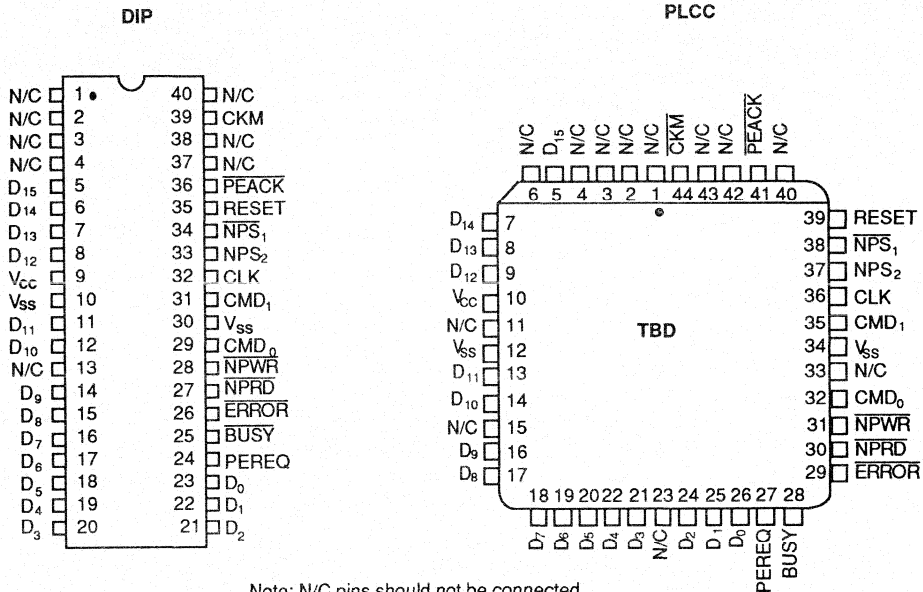 DIP
N/C 1 40 N/C
N/C 2 39 CKM
N/C 3 38 N/C
N/C 4 37 N/C
D15 5 36 PEACK
D14 6 35 RESET
D13 7 34 NPS1
D12 8 33 NPS2
VCC 9 32 CLK
VSS 10 31 CMD1
D11 11 30 VSS
D10 12 29 CMD0
N/C 13 28 NPWR
D9 14 27 NPRD
D8 15 26 ERROR
D7 16 25 BUSY
D6 17 24 PEREQ
D5 18 23 D0
D4 19 22 D1
D3 20 21 D2
PLCC
N/C D15 N/C N/C N/C N/C CKM N/C N/C PEACK N/C
6 5 4 3 2 1 44 43 42 41 40
D14 7 39 RESET
D13 8 38 NPS1
D12 9 37 NPS2
VCC 10 36 CLK
N/C 11 35 CMD1
TBD
VSS 12 34 VSS
D11 13 33 N/C
D10 14 32 CMD0
N/C 15 31 NPWR
D9 16 30 NPRD
D8 17 29 ERROR
18 19 20 22 21 23 24 25 26 27 28
D7 D6 D5 D4 D3 N/C D2 D1 D0 PEREQ BUSY
Note: N/C pins should not be connected